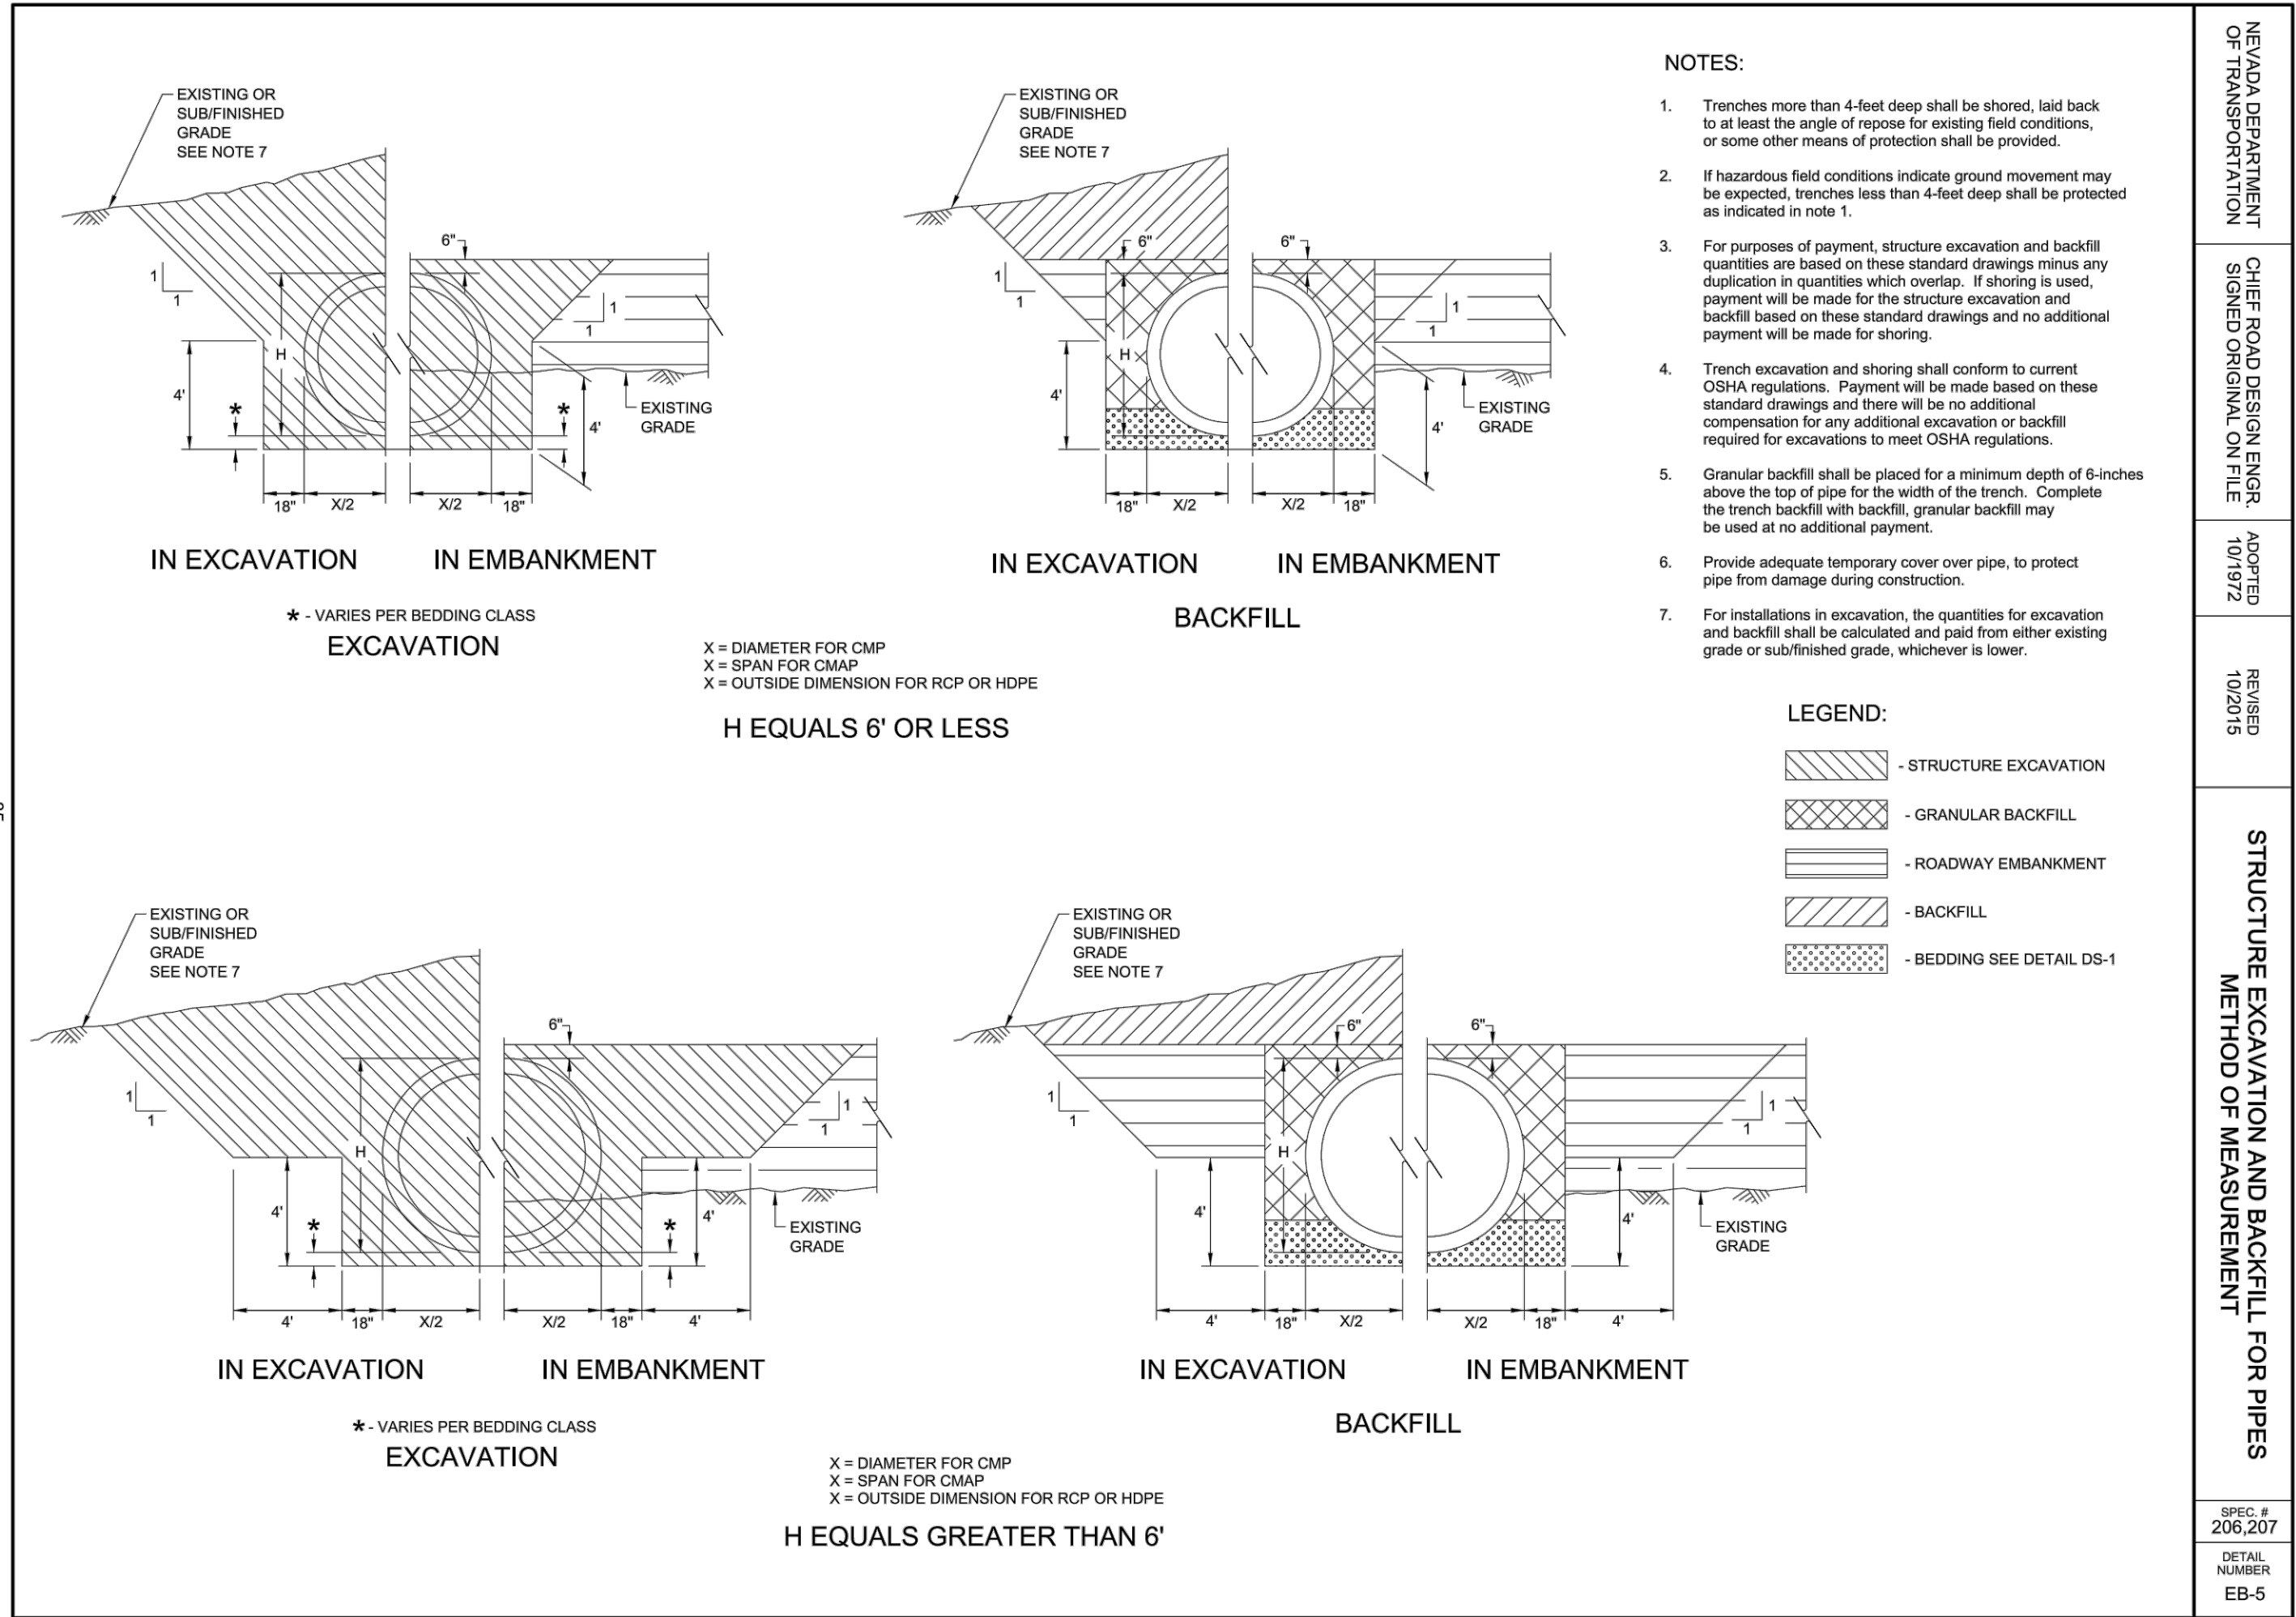 EXISTING OR
SUB/FINISHED
GRADE
SEE NOTE 7
6"
1
1
1
1
H
4'
*
*
4'
EXISTING
GRADE
18"
X/2
X/2
18"
IN EXCAVATION
IN EMBANKMENT
* - VARIES PER BEDDING CLASS
EXCAVATION
EXISTING OR
SUB/FINISHED
GRADE
SEE NOTE 7
6"
6"
1
1
1
1
H
4'
4'
EXISTING
GRADE
18"
X/2
X/2
18"
IN EXCAVATION
IN EMBANKMENT
BACKFILL
X = DIAMETER FOR CMP
X = SPAN FOR CMAP
X = OUTSIDE DIMENSION FOR RCP OR HDPE
H EQUALS 6' OR LESS
EXISTING OR
SUB/FINISHED
GRADE
SEE NOTE 7
6"
1
1
1
1
H
4'
*
*
4'
EXISTING
GRADE
4'
18"
X/2
X/2
18"
4'
IN EXCAVATION
IN EMBANKMENT
* - VARIES PER BEDDING CLASS
EXCAVATION
EXISTING OR
SUB/FINISHED
GRADE
SEE NOTE 7
6"
6"
1
1
1
1
H
4'
4'
EXISTING
GRADE
4'
18"
X/2
X/2
18"
4'
IN EXCAVATION
IN EMBANKMENT
BACKFILL
X = DIAMETER FOR CMP
X = SPAN FOR CMAP
X = OUTSIDE DIMENSION FOR RCP OR HDPE
H EQUALS GREATER THAN 6'
NOTES:
1. Trenches more than 4-feet deep shall be shored, laid back
to at least the angle of repose for existing field conditions,
or some other means of protection shall be provided.
2. If hazardous field conditions indicate ground movement may
be expected, trenches less than 4-feet deep shall be protected
as indicated in note 1.
3. For purposes of payment, structure excavation and backfill
quantities are based on these standard drawings minus any
duplication in quantities which overlap. If shoring is used,
payment will be made for the structure excavation and
backfill based on these standard drawings and no additional
payment will be made for shoring.
4. Trench excavation and shoring shall conform to current
OSHA regulations. Payment will be made based on these
standard drawings and there will be no additional
compensation for any additional excavation or backfill
required for excavations to meet OSHA regulations.
5. Granular backfill shall be placed for a minimum depth of 6-inches
above the top of pipe for the width of the trench. Complete
the trench backfill with backfill, granular backfill may
be used at no additional payment.
6. Provide adequate temporary cover over pipe, to protect
pipe from damage during construction.
7. For installations in excavation, the quantities for excavation
and backfill shall be calculated and paid from either existing
grade or sub/finished grade, whichever is lower.
LEGEND:
- STRUCTURE EXCAVATION
- GRANULAR BACKFILL
- ROADWAY EMBANKMENT
- BACKFILL
- BEDDING SEE DETAIL DS-1
NEVADA DEPARTMENT
OF TRANSPORTATION
CHIEF ROAD DESIGN ENGR.
SIGNED ORIGINAL ON FILE
ADOPTED
10/1972
REVISED
10/2015
STRUCTURE EXCAVATION AND BACKFILL FOR PIPES
METHOD OF MEASUREMENT
SPEC. #
206,207
DETAIL
NUMBER
EB-5